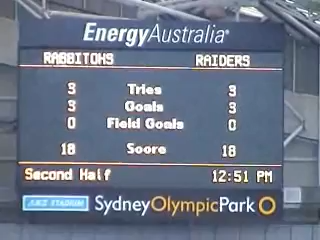 EnergyAustralia®
RABBITOHS RAIDERS
3 Tries 3
3 Goals 3
0 Field Goals 0
18 Score 18
Second Half 12:51 PM
ANZ STADIUM SydneyOlympicPark